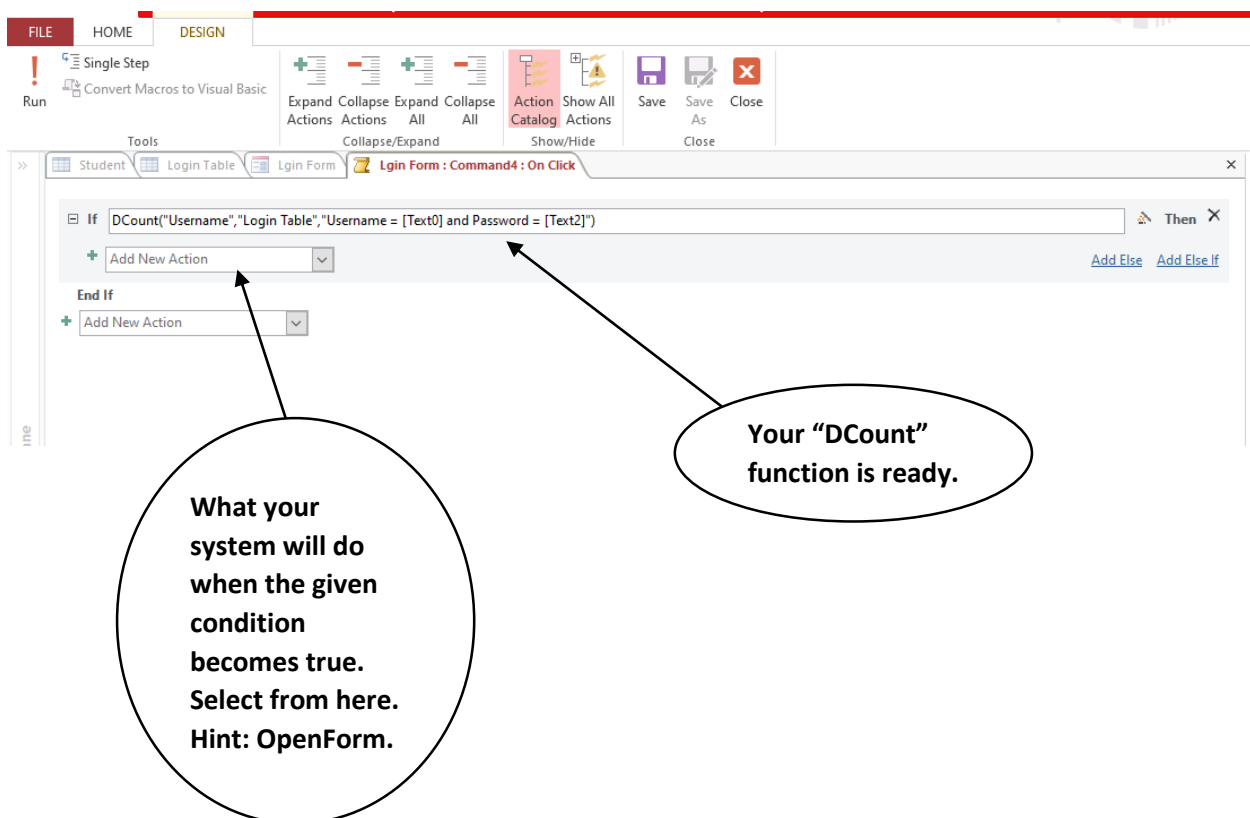 FILE HOME DESIGN
Run
Single Step
Convert Macros to Visual Basic
Tools
Expand Collapse Expand Collapse
Actions Actions All All
Collapse/Expand
Action Show All
Catalog Actions
Show/Hide
Save Save Close
As
Close
Student Login Table Lgin Form Lgin Form : Command4 : On Click
If DCount("Username","Login Table","Username = [Text0] and Password = [Text2]") Then
Add New Action Add Else Add Else If
End If
Add New Action
Your “DCount”
function is ready.
What your
system will do
when the given
condition
becomes true.
Select from here.
Hint: OpenForm.